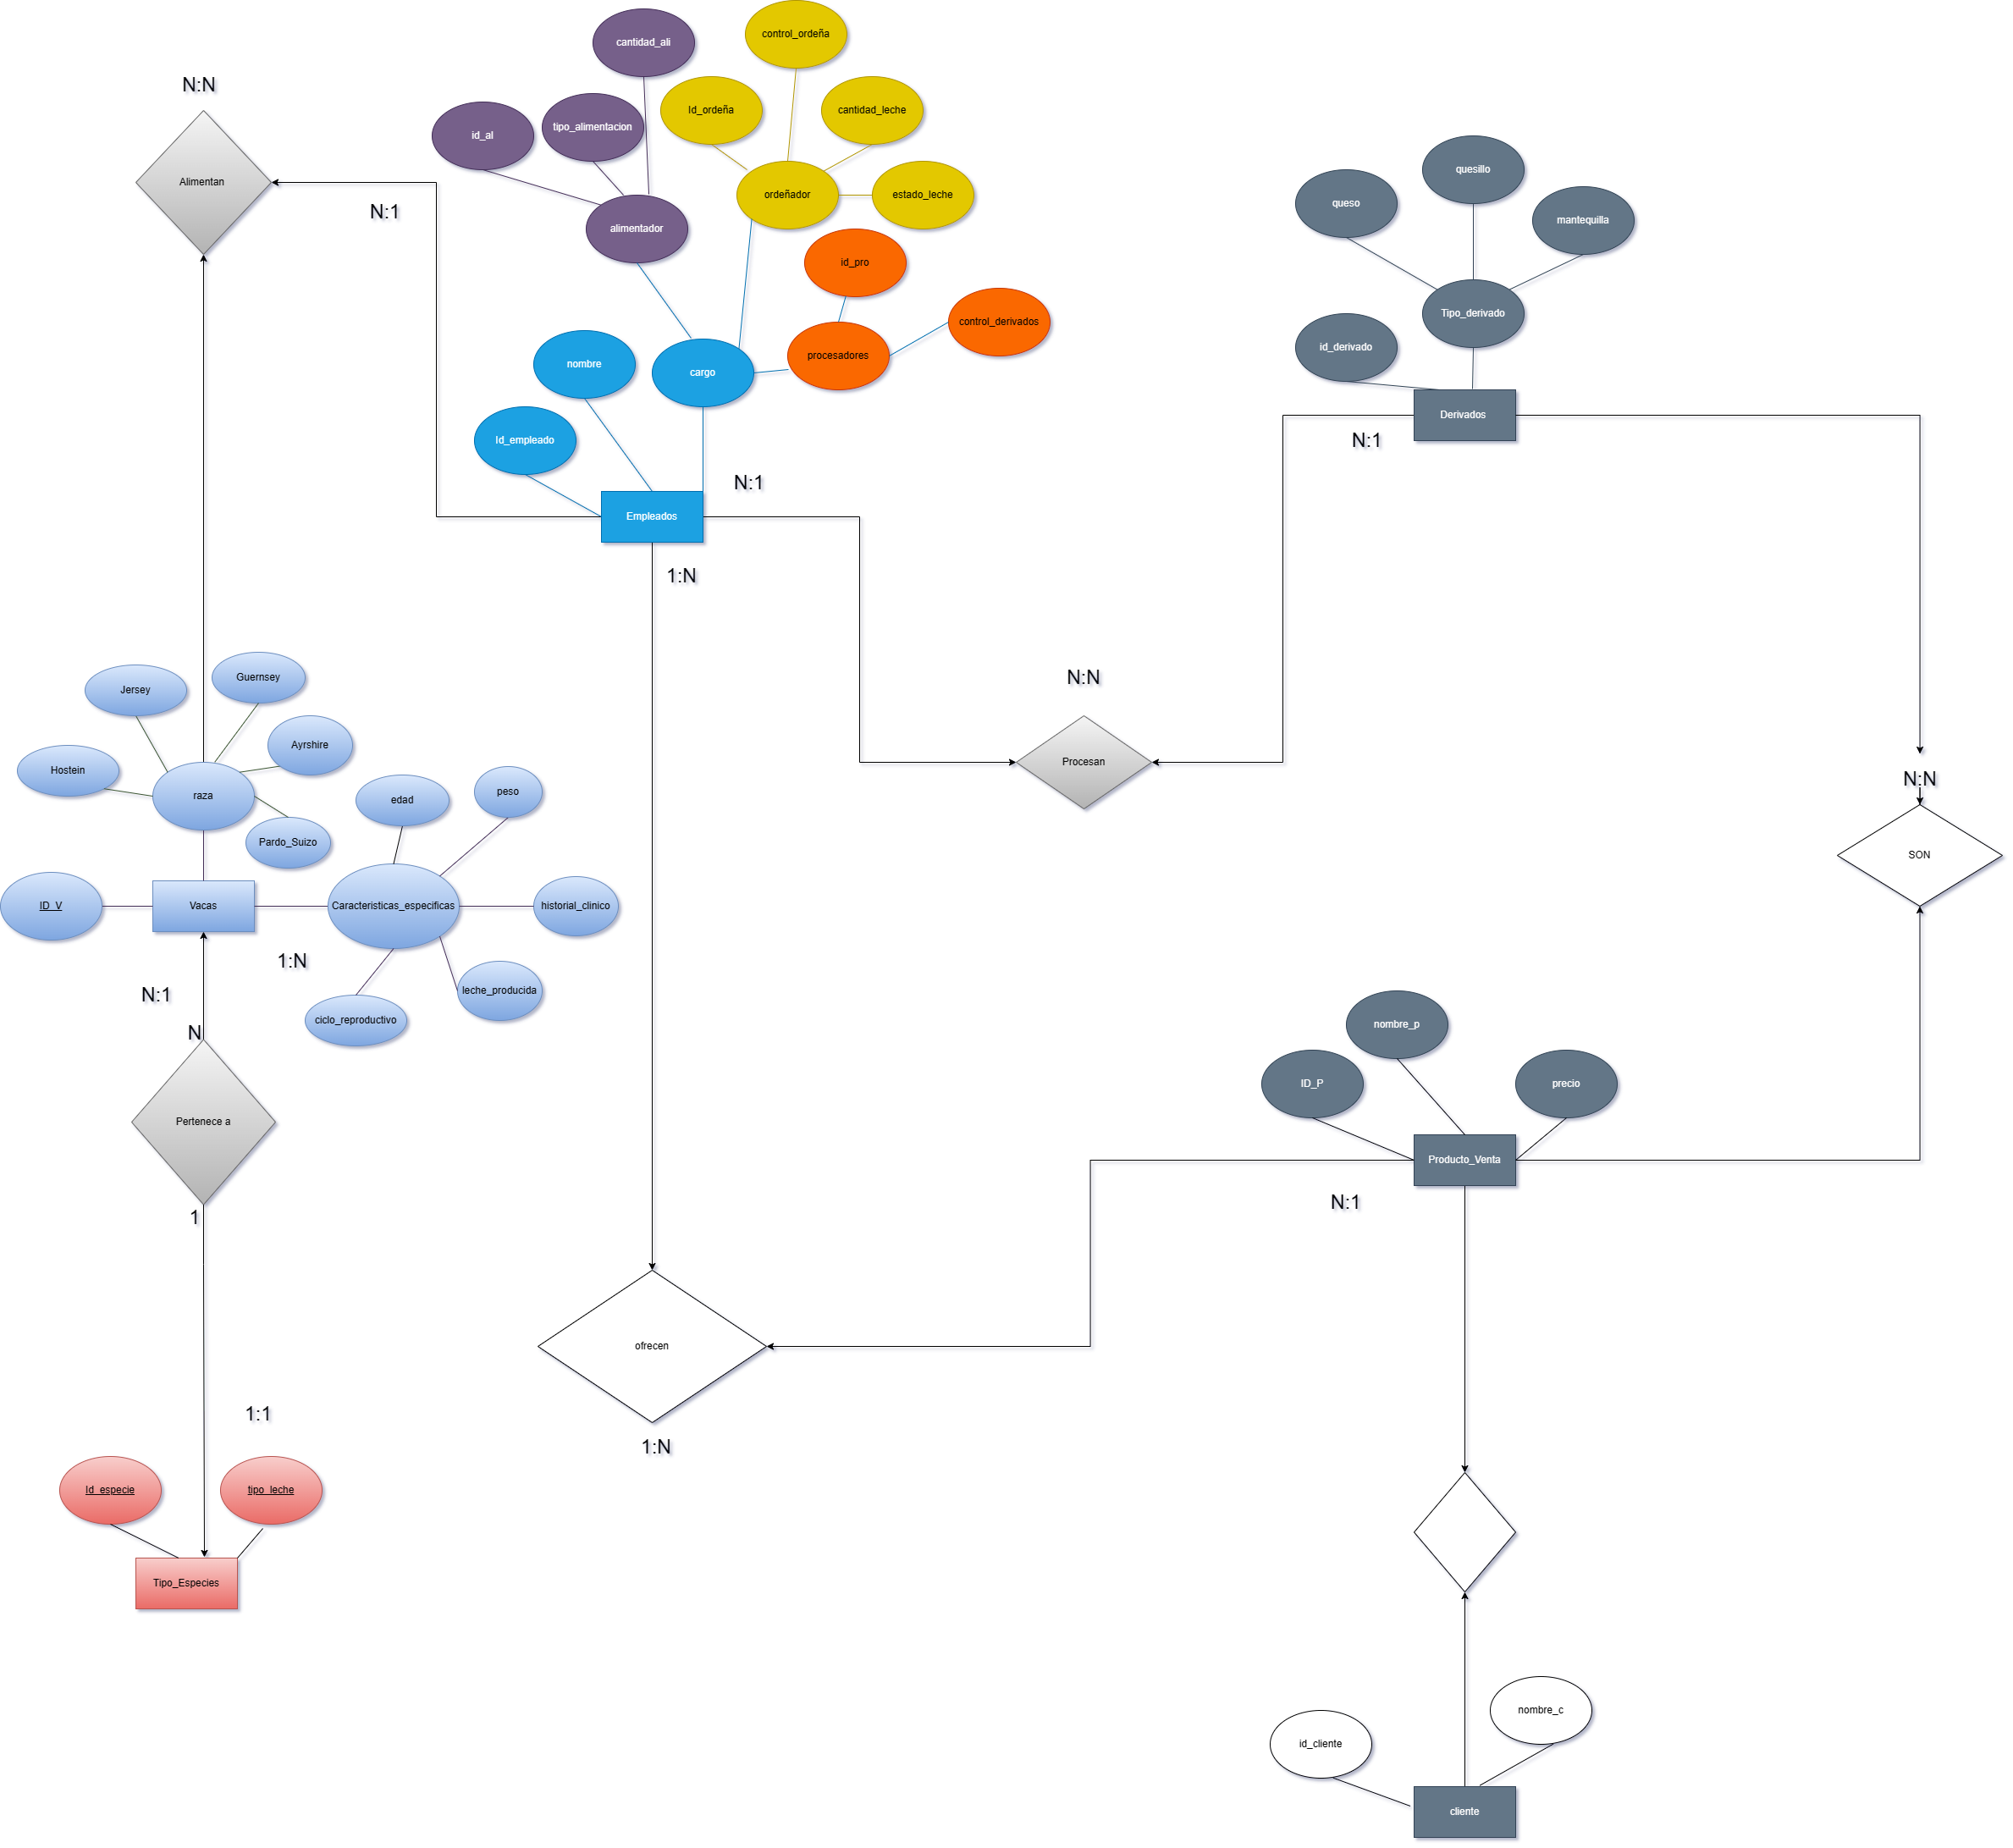 cantidad_ali
control_ordeña
N:N
Id_ordeña
cantidad_leche
id_al
tipo_alimentacion
Alimentan
ordeñador
estado_leche
quesillo
queso
mantequilla
N:1
alimentador
id_pro
control_derivados
Tipo_derivado
id_derivado
procesadores
nombre
cargo
Derivados
N:1
Id_empleado
N:1
Empleados
1:N
N:N
Guernsey
Jersey
Ayrshire
Procesan
Hostein
raza
edad
peso
N:N
Pardo_Suizo
SON
ID_V
Vacas
Caracteristicas_especificas
historial_clinico
1:N
N:1
leche_producida
ciclo_reproductivo
N
nombre_p
ID_P
precio
Pertenece a
Producto_Venta
N:1
1
ofrecen
1:1
1:N
Id_especie
tipo_leche
Tipo_Especies
nombre_c
id_cliente
cliente